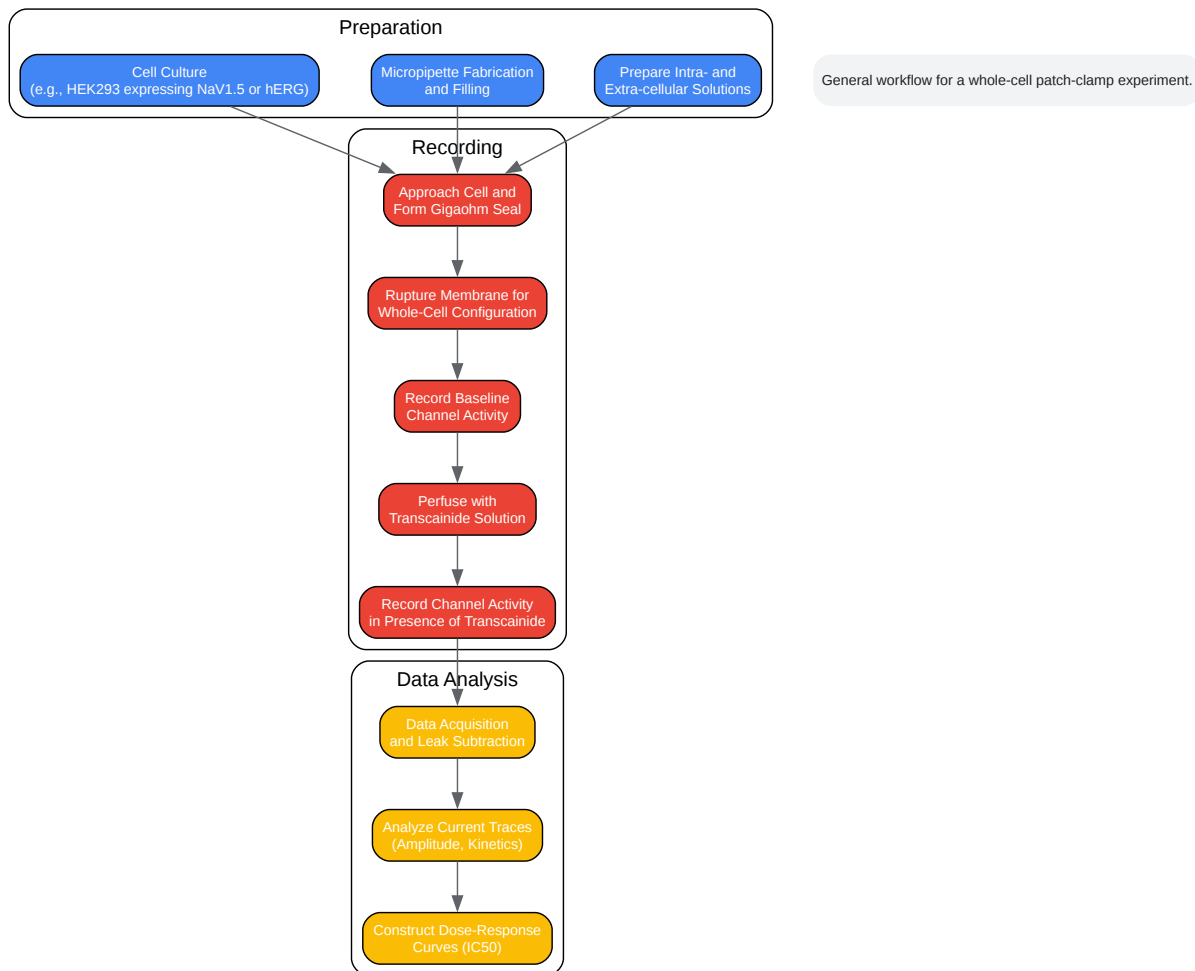 Preparation
Cell Culture
(e.g., HEK293 expressing NaV1.5 or hERG)
Micropipette Fabrication
and Filling
Prepare Intra- and
Extra-cellular Solutions
General workflow for a whole-cell patch-clamp experiment.
Recording
Approach Cell and
Form Gigaohm Seal
Rupture Membrane for
Whole-Cell Configuration
Record Baseline
Channel Activity
Perfuse with
Transcainide Solution
Record Channel Activity
in Presence of Transcainide
Data Analysis
Data Acquisition
and Leak Subtraction
Analyze Current Traces
(Amplitude, Kinetics)
Construct Dose-Response
Curves (IC50)